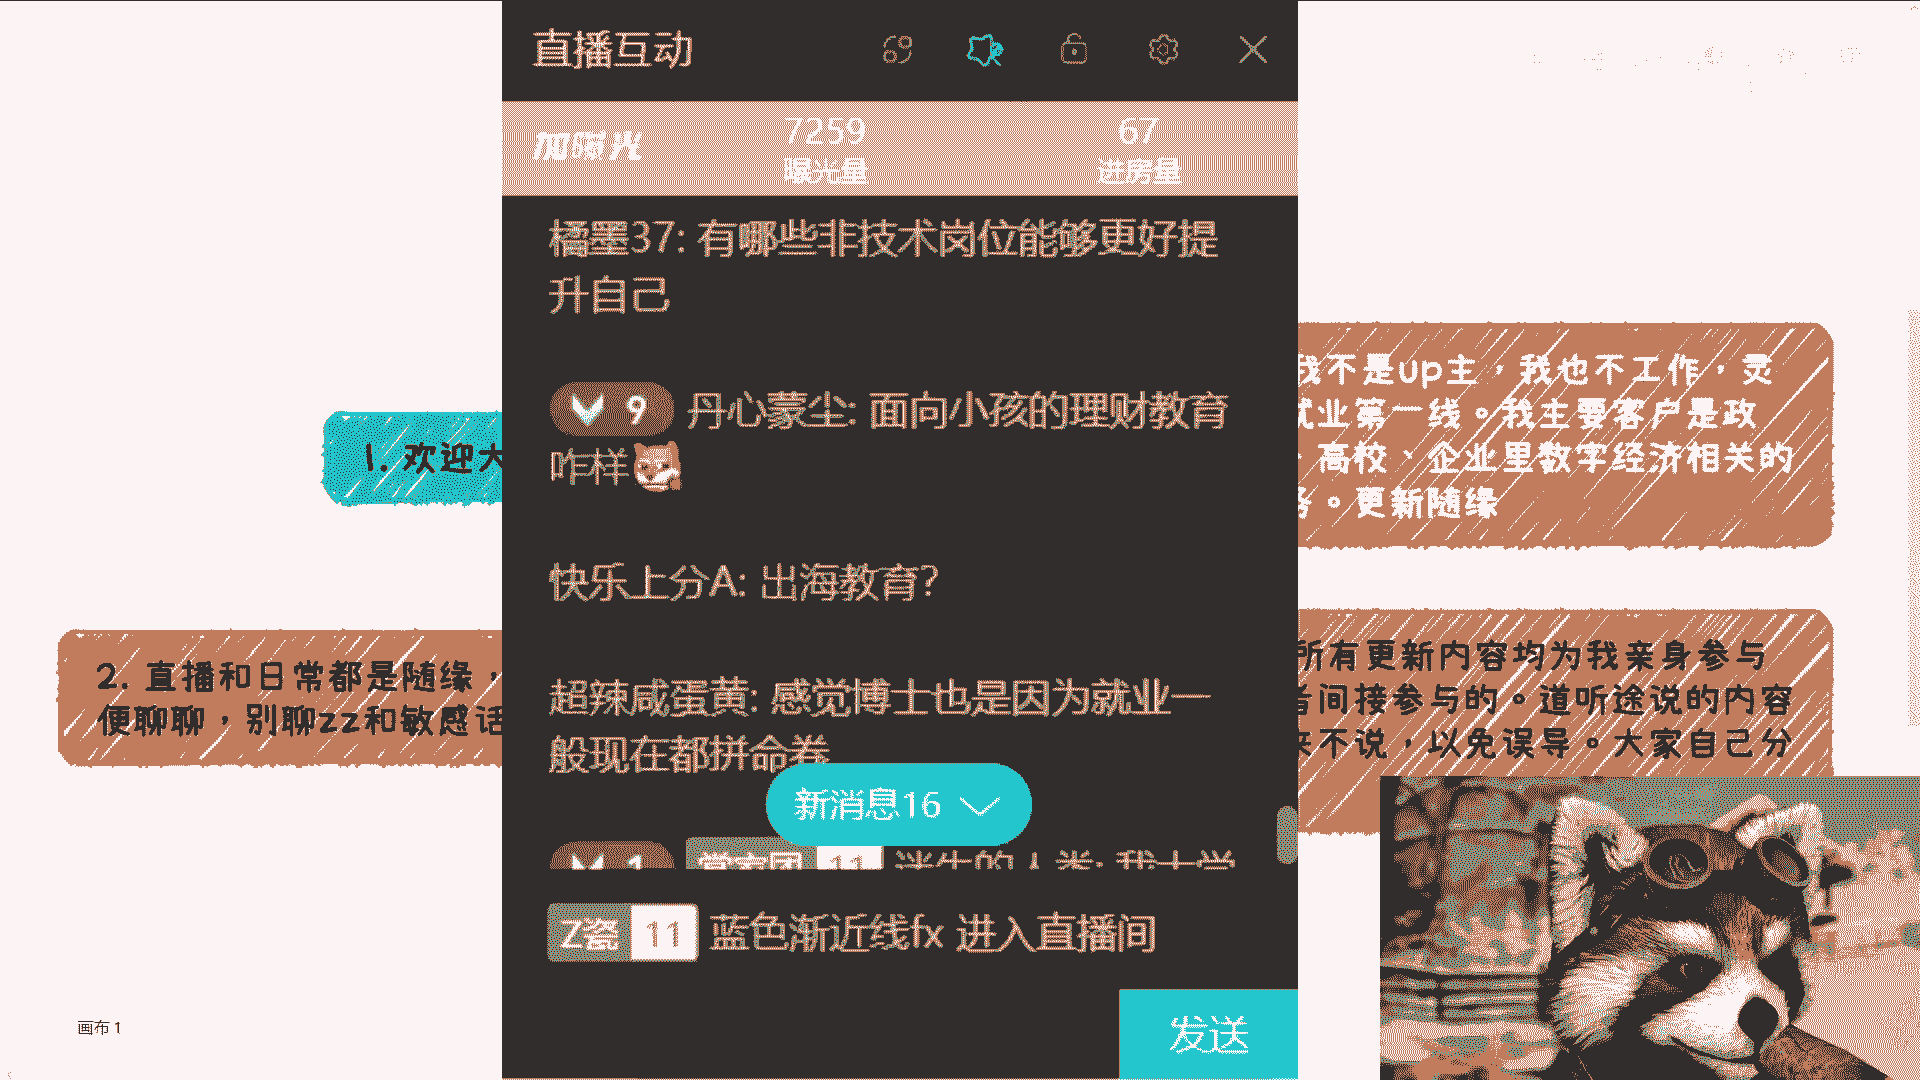 直播互动
加曝光
7259
曝光量
67
进房量
橘墨37: 有哪些非技术岗位能够更好提
升自己
9 丹心蒙尘: 面向小孩的理财教育
咋样
快乐上分A: 出海教育?
超辣咸蛋黄: 感觉博士也是因为就业一
般现在都拼命卷
新消息16
Z瓷 11 蓝色渐近线fx 进入直播间
发送
1. 欢迎大
2. 直播和日常都是随缘，
便聊聊，别聊zz和敏感话
我不是up主，我也不工作，灵
就业第一线。我主要客户是政
、高校、企业里数字经济相关的
。更新随缘
所有更新内容均为我亲身参与
者间接参与的。道听途说的内容
来不说，以免误导。大家自己分
画布 1